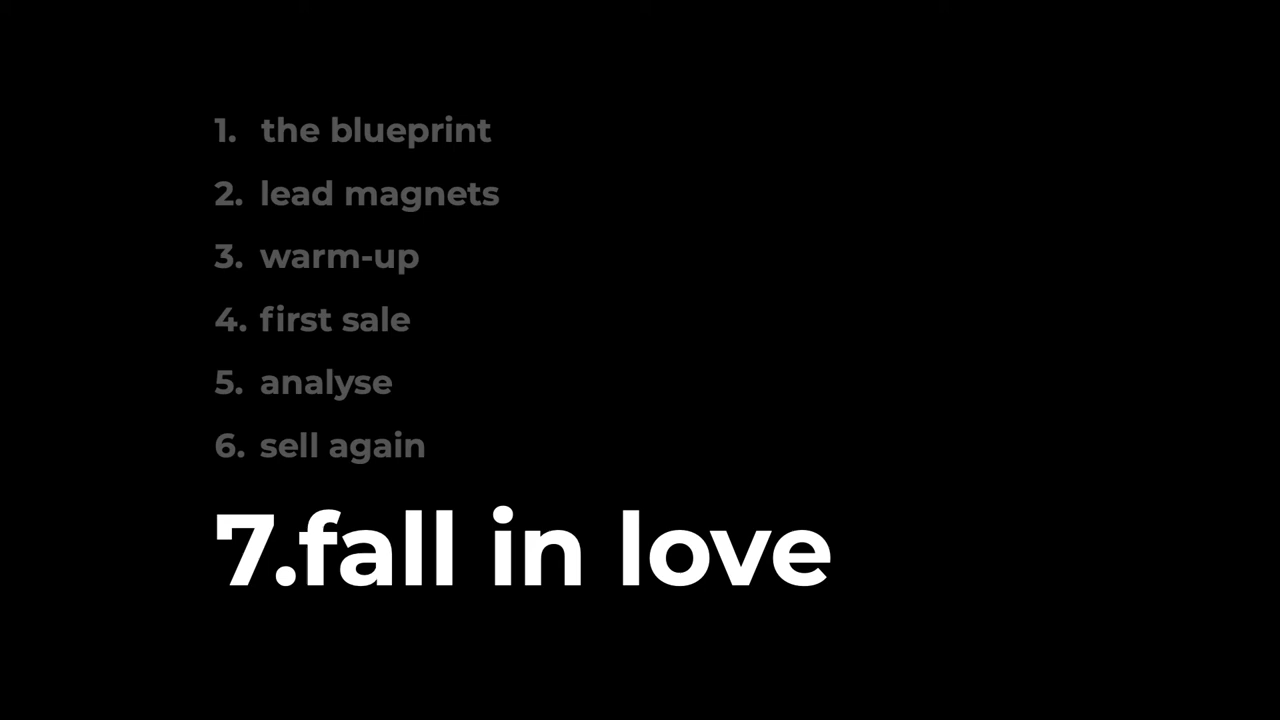 1. the blueprint
2. lead magnets
3. warm-up
4. first sale
5. analyse
6. sell again
7.fall in love